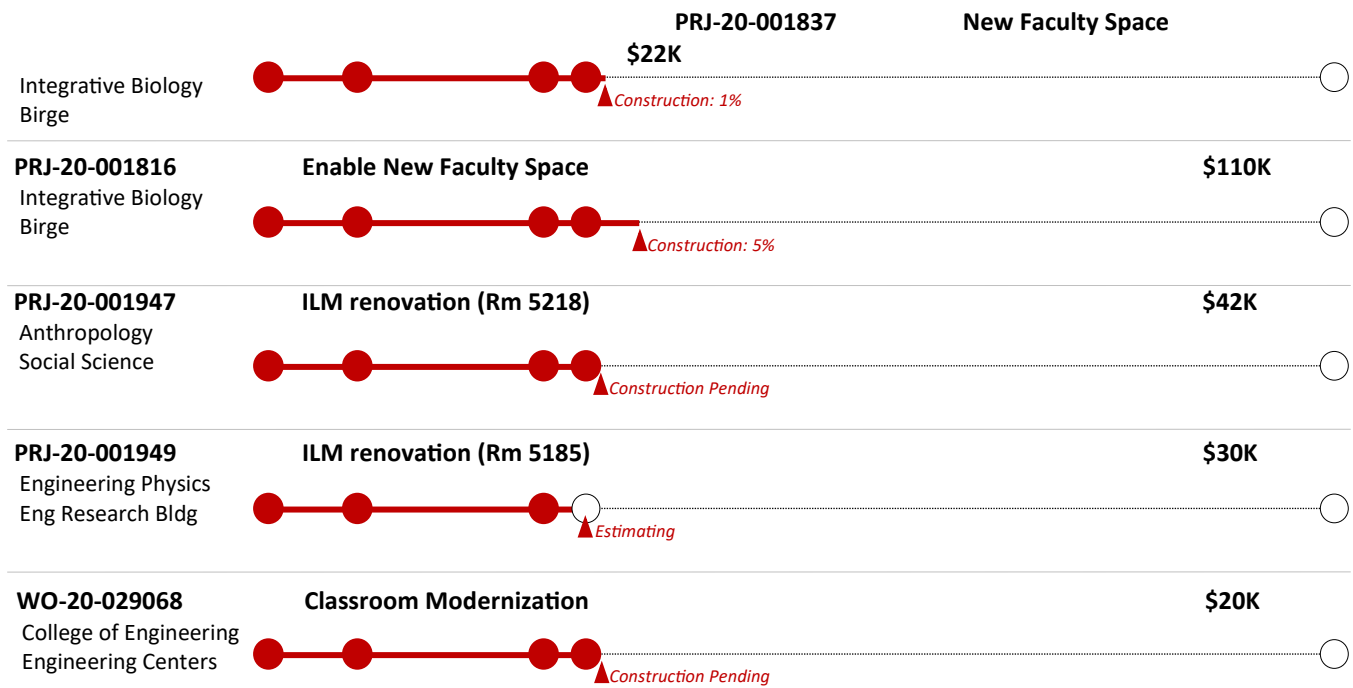 PRJ-20-001837 New Faculty Space
$22K
Integrative Biology
Birge
Construction: 1%
PRJ-20-001816 Enable New Faculty Space $110K
Integrative Biology
Birge
Construction: 5%
PRJ-20-001947 ILM renovation (Rm 5218) $42K
Anthropology
Social Science
Construction Pending
PRJ-20-001949 ILM renovation (Rm 5185) $30K
Engineering Physics
Eng Research Bldg
Estimating
WO-20-029068 Classroom Modernization $20K
College of Engineering
Engineering Centers
Construction Pending